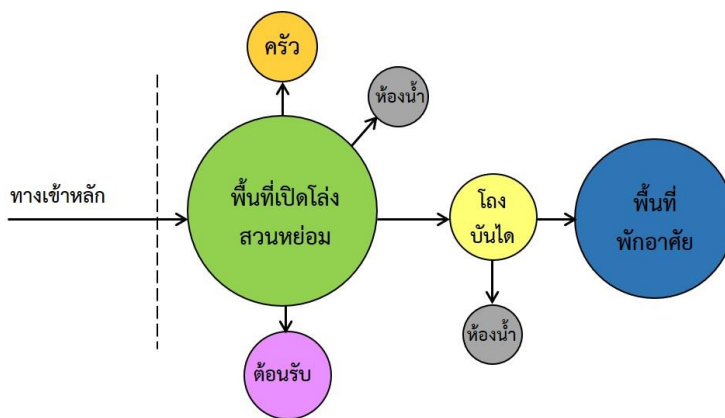 ครัว
ห้องน้ำ
ทางเข้าหลัก
พื้นที่เปิดโล่ง
สวนหย่อม
โถง
บันได
พื้นที่
พักอาศัย
ห้องน้ำ
ต้อนรับ